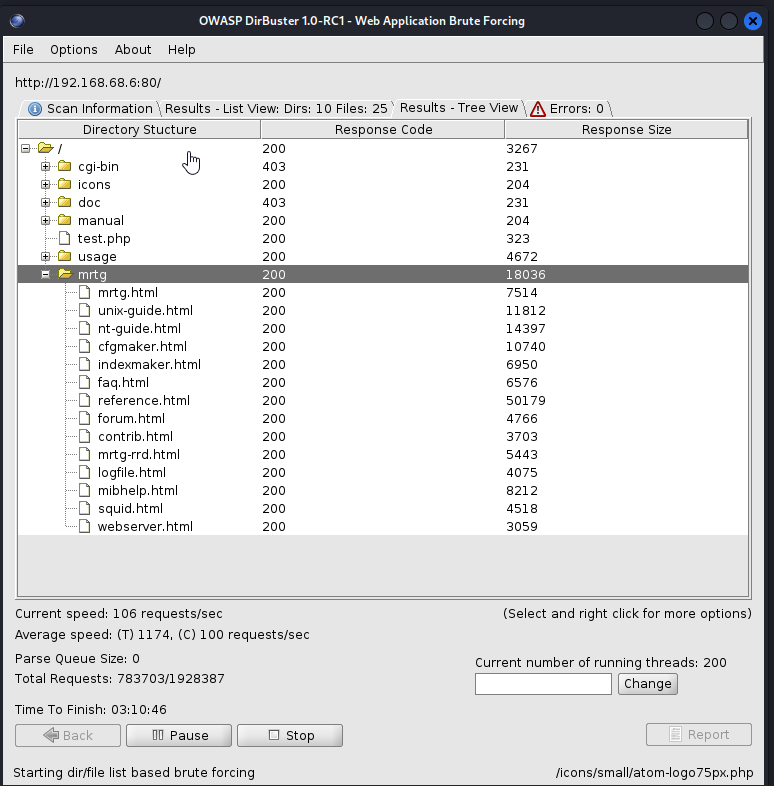 OWASP DirBuster 1.0-RC1 - Web Application Brute Forcing
File Options About Help
http://192.168.68.6:80/
Scan Information Results - List View: Dirs: 10 Files: 25 Results - Tree View Errors: 0
Directory Stucture Response Code Response Size
/ 200 3267
cgi-bin 403 231
icons 200 204
doc 403 231
manual 200 204
test.php 200 323
usage 200 4672
mrtg 200 18036
mrtg.html 200 7514
unix-guide.html 200 11812
nt-guide.html 200 14397
cfgmaker.html 200 10740
indexmaker.html 200 6950
faq.html 200 6576
reference.html 200 50179
forum.html 200 4766
contrib.html 200 3703
mrtg-rrd.html 200 5443
logfile.html 200 4075
mibhelp.html 200 8212
squid.html 200 4518
webserver.html 200 3059
Current speed: 106 requests/sec (Select and right click for more options)
Average speed: (T) 1174, (C) 100 requests/sec
Parse Queue Size: 0 Current number of running threads: 200
Total Requests: 783703/1928387 Change
Time To Finish: 03:10:46
Back Pause Stop Report
Starting dir/file list based brute forcing /icons/small/atom-logo75px.php